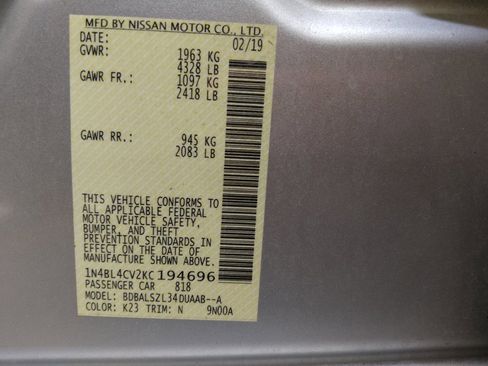 MFD BY NISSAN MOTOR CO., LTD.
DATE: 02/19
GVWR: 1963 KG
4328 LB
GAWR FR.: 1097 KG
2418 LB
GAWR RR.: 945 KG
2083 LB
THIS VEHICLE CONFORMS TO
ALL APPLICABLE FEDERAL
MOTOR VEHICLE SAFETY,
BUMPER, AND THEFT
PREVENTION STANDARDS IN
EFFECT ON THE DATE OF
MANUFACTURE SHOWN ABOVE.
1N4BL4CV2KC194696
PASSENGER CAR 818
MODEL: BDBALSZL34DUAAB--A
COLOR: K23 TRIM: N 9N00A